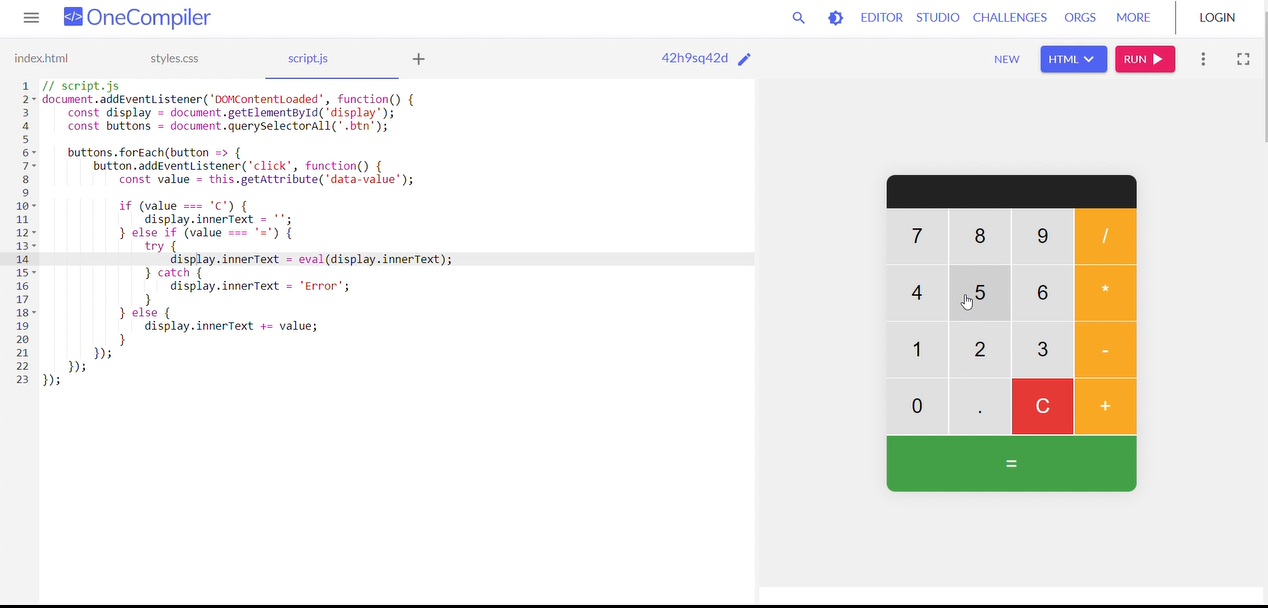 </> OneCompiler EDITOR STUDIO CHALLENGES ORGS MORE LOGIN
index.html styles.css script.js + 42h9sq42d NEW HTML RUN
1 // script.js
2 document.addEventListener('DOMContentLoaded', function() {
3 const display = document.getElementById('display');
4 const buttons = document.querySelectorAll('.btn');
5
6 buttons.forEach(button => {
7 button.addEventListener('click', function() {
8 const value = this.getAttribute('data-value');
9
10 if (value === 'C') {
11 display.innerText = '';
12 } else if (value === '=') {
13 try {
14 display.innerText = eval(display.innerText);
15 } catch {
16 display.innerText = 'Error';
17 }
18 } else {
19 display.innerText += value;
20 }
21 });
22 });
23 });
7 8 9 /
4 5 6 *
1 2 3 -
0 . C +
=